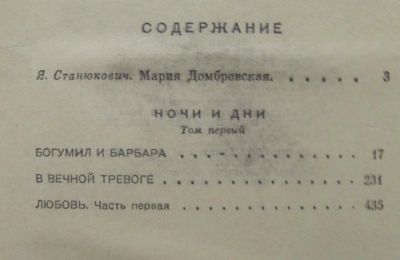 СОДЕРЖАНИЕ
Я. Станюкович. Мария Домбровская. . . . . . 3
НОЧИ И ДНИ
Том первый
БОГУМИЛ И БАРБАРА . . . . . . . . . . . . . 17
В ВЕЧНОЙ ТРЕВОГЕ . . . . . . . . . . . . . . 231
ЛЮБОВЬ. Часть первая . . . . . . . . . . . . 435